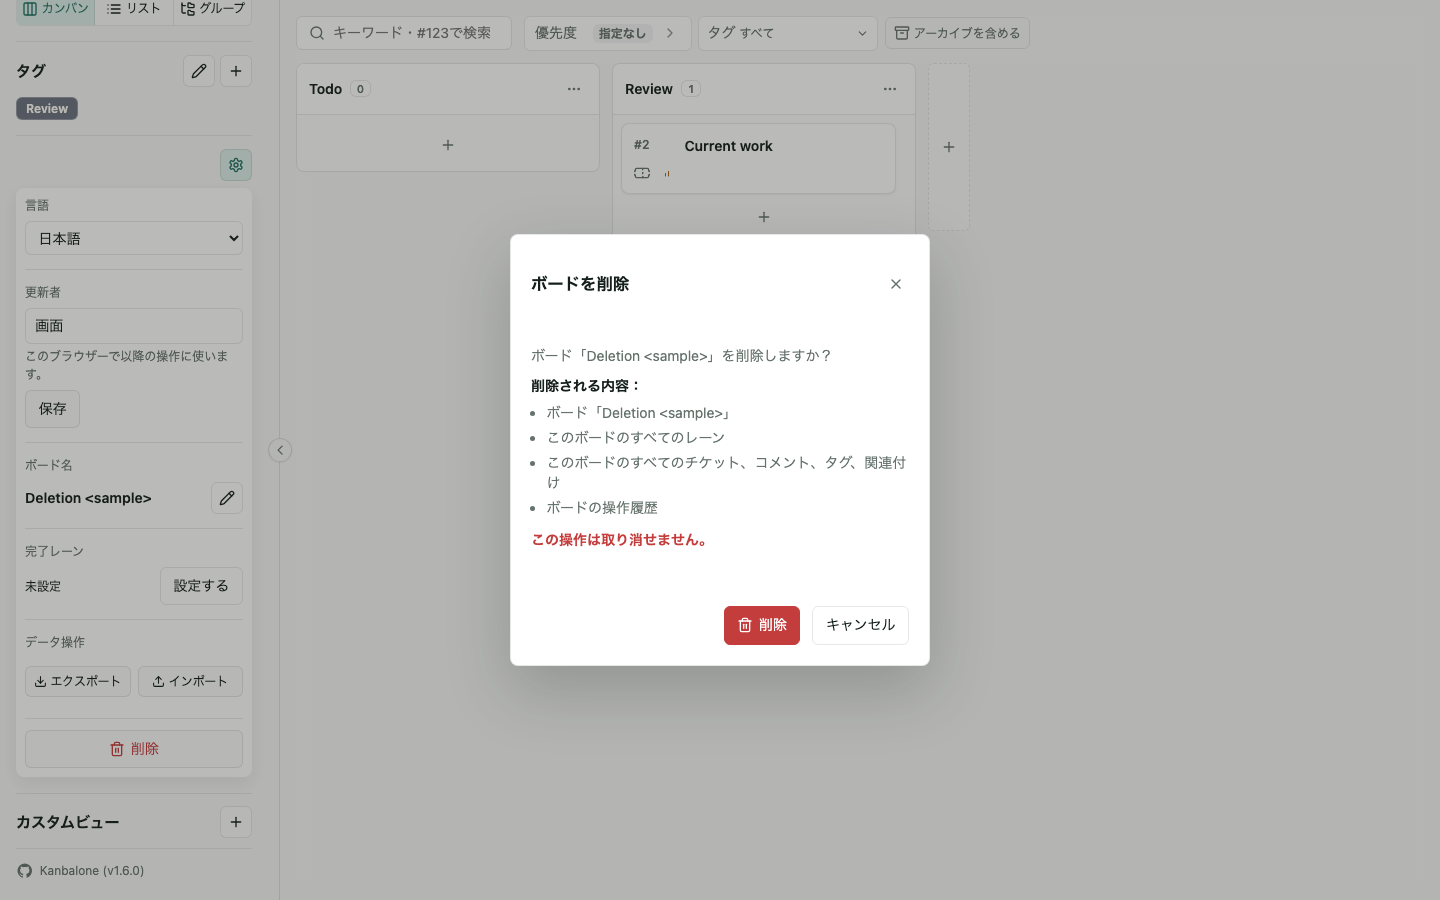 カンバン
リスト
グループ
タグ
Review
言語
日本語
更新者
画面
このブラウザーで以降の操作に使いま
す。
保存
ボード名
Deletion <sample>
完了レーン
未設定
設定する
データ操作
エクスポート
インポート
削除
カスタムビュー
Kanbalone (v1.6.0)
キーワード・#123で検索
優先度 指定なし
タグ すべて
アーカイブを含める
Todo 0
Review 1
#2 Current work
ボードを削除
ボード「Deletion <sample>」を削除しますか？
削除される内容：
ボード「Deletion <sample>」
このボードのすべてのレーン
このボードのすべてのチケット、コメント、タグ、関連付
け
ボードの操作履歴
この操作は取り消せません。
削除
キャンセル